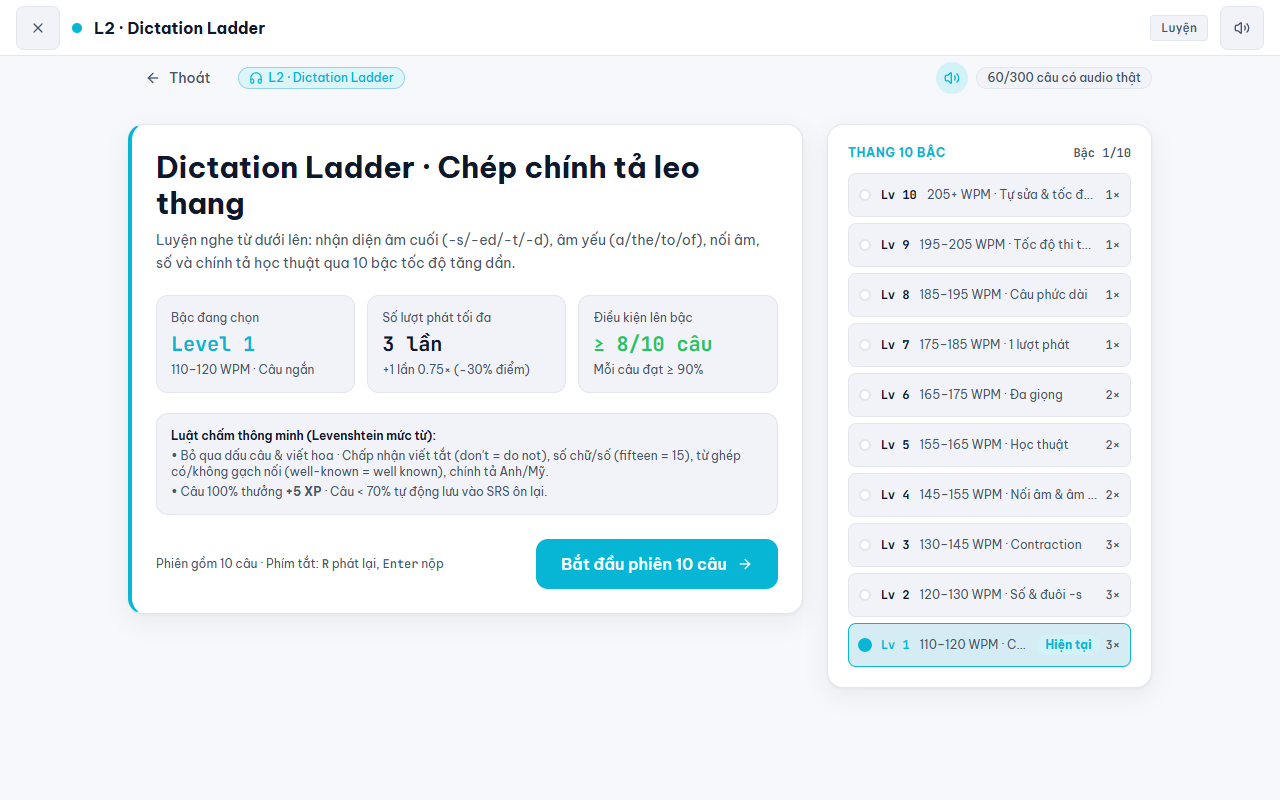 L2 · Dictation Ladder
Luyện
Thoát
L2 · Dictation Ladder
60/300 câu có audio thật
Dictation Ladder · Chép chính tả leo
thang
Luyện nghe từ dưới lên: nhận diện âm cuối (-s/-ed/-t/-d), âm yếu (a/the/to/of), nối âm,
số và chính tả học thuật qua 10 bậc tốc độ tăng dần.
Bậc đang chọn
Level 1
110–120 WPM · Câu ngắn
Số lượt phát tối đa
3 lần
+1 lần 0.75× (-30% điểm)
Điều kiện lên bậc
≥ 8/10 câu
Mỗi câu đạt ≥ 90%
Luật chấm thông minh (Levenshtein mức từ):
• Bỏ qua dấu câu & viết hoa · Chấp nhận viết tắt (don't = do not), số chữ/số (fifteen = 15), từ ghép
có/không gạch nối (well-known = well known), chính tả Anh/Mỹ.
• Câu 100% thưởng +5 XP · Câu < 70% tự động lưu vào SRS ôn lại.
Phiên gồm 10 câu · Phím tắt: R phát lại, Enter nộp
Bắt đầu phiên 10 câu
THANG 10 BẬC
Bậc 1/10
Lv 10 205+ WPM · Tự sửa & tốc đ... 1×
Lv 9 195–205 WPM · Tốc độ thi t... 1×
Lv 8 185–195 WPM · Câu phức dài 1×
Lv 7 175–185 WPM · 1 lượt phát 1×
Lv 6 165–175 WPM · Đa giọng 2×
Lv 5 155–165 WPM · Học thuật 2×
Lv 4 145–155 WPM · Nối âm & âm ... 2×
Lv 3 130–145 WPM · Contraction 3×
Lv 2 120–130 WPM · Số & đuôi -s 3×
Lv 1 110–120 WPM · C... Hiện tại 3×